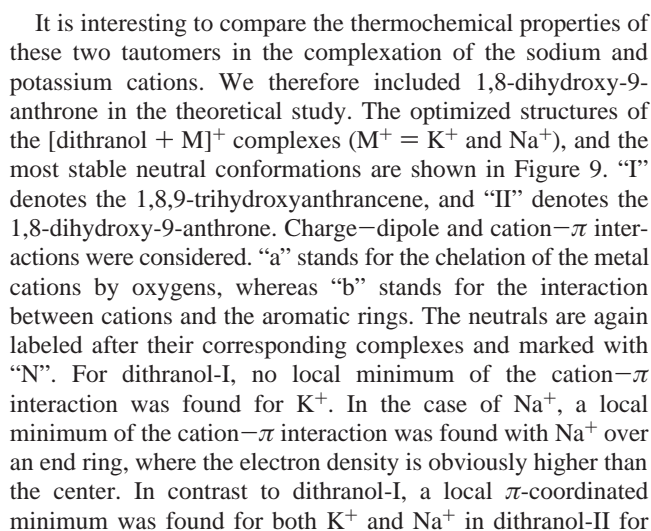 It is interesting to compare the thermochemical properties of
these two tautomers in the complexation of the sodium and
potassium cations. We therefore included 1,8-dihydroxy-9-
anthrone in the theoretical study. The optimized structures of
the [dithranol + M]⁺ complexes (M⁺ = K⁺ and Na⁺), and the
most stable neutral conformations are shown in Figure 9. “I”
denotes the 1,8,9-trihydroxyanthrancene, and “II” denotes the
1,8-dihydroxy-9-anthrone. Charge−dipole and cation−π inter-
actions were considered. “a” stands for the chelation of the metal
cations by oxygens, whereas “b” stands for the interaction
between cations and the aromatic rings. The neutrals are again
labeled after their corresponding complexes and marked with
“N”. For dithranol-I, no local minimum of the cation−π
interaction was found for K⁺. In the case of Na⁺, a local
minimum of the cation−π interaction was found with Na⁺ over
an end ring, where the electron density is obviously higher than
the center. In contrast to dithranol-I, a local π-coordinated
minimum was found for both K⁺ and Na⁺ in dithranol-II for